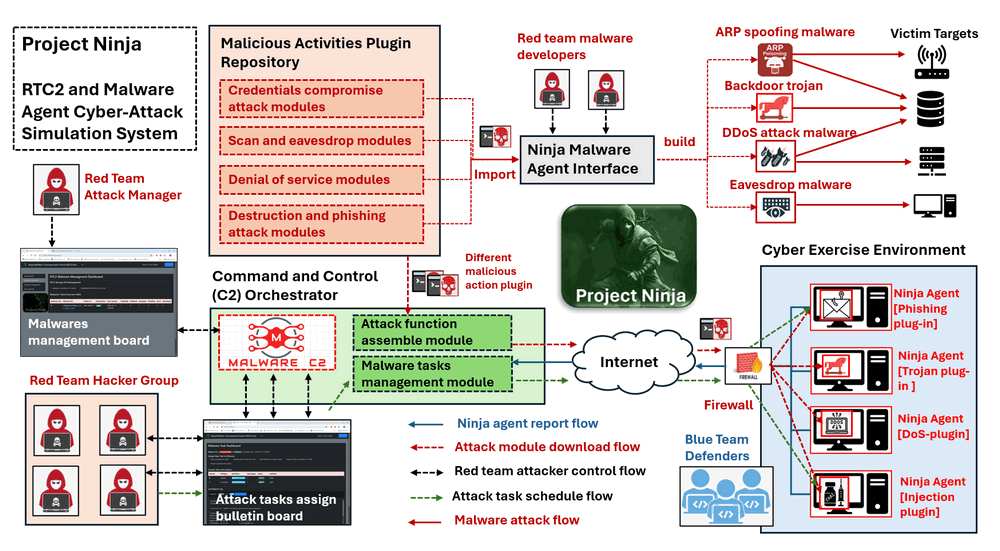 Project Ninja
RTC2 and Malware
Agent Cyber-Attack
Simulation System
Red Team
Attack Manager
Malwares
management board
Red Team Hacker Group
Malicious Activities Plugin
Repository
Credentials compromise
attack modules
Scan and eavesdrop modules
Denial of service modules
Destruction and phishing
attack modules
Import
Red team malware
developers
Ninja Malware
Agent Interface
build
ARP spoofing malware
ARP
Poisoning
Backdoor trojan
DDoS attack malware
Eavesdrop malware
Victim Targets
Project Ninja
Command and Control
(C2) Orchestrator
Different
malicious
action plugin
MALWARE C2
Attack function
assemble module
Malware tasks
management module
Internet
FIREWALL
Firewall
Attack tasks assign
bulletin board
Ninja agent report flow
Attack module download flow
Red team attacker control flow
Attack task schedule flow
Malware attack flow
Blue Team
Defenders
Cyber Exercise Environment
Ninja Agent
[Phishing
plug-in]
Ninja Agent
[Trojan plug-
in ]
DDOS
Ninja Agent
[DoS-plugin]
Ninja Agent
[Injection
plugin]